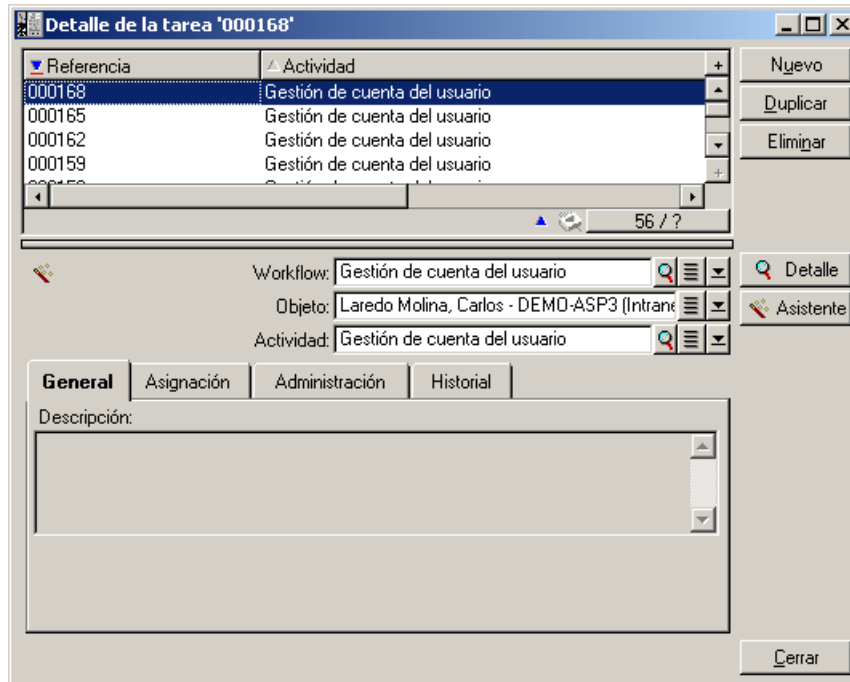 Detalle de la tarea '000168'
Referencia Actividad +
000168 Gestión de cuenta del usuario
000165 Gestión de cuenta del usuario
000162 Gestión de cuenta del usuario
000159 Gestión de cuenta del usuario
56 / ?
Nuevo
Duplicar
Eliminar
Workflow: Gestión de cuenta del usuario
Objeto: Laredo Molina, Carlos - DEMO-ASP3 (Intrane
Actividad: Gestión de cuenta del usuario
Detalle
Asistente
General Asignación Administración Historial
Descripción:
Cerrar